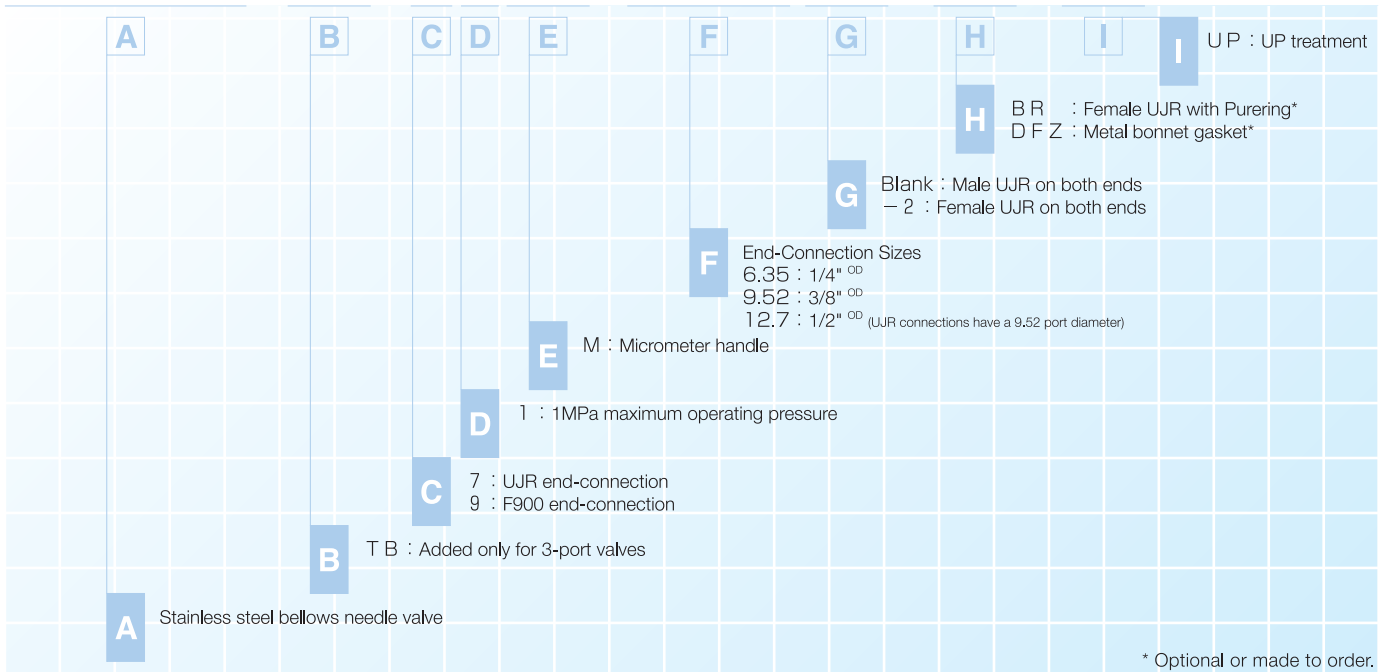 A B C D E F G H I
I UP : UP treatment
H BR : Female UJR with Purering*
DFZ : Metal bonnet gasket*
G Blank : Male UJR on both ends
－2 : Female UJR on both ends
F End-Connection Sizes
6.35 : 1/4" OD
9.52 : 3/8" OD
12.7 : 1/2" OD (UJR connections have a 9.52 port diameter)
E M : Micrometer handle
D 1 : 1MPa maximum operating pressure
C 7 : UJR end-connection
9 : F900 end-connection
B TB : Added only for 3-port valves
A Stainless steel bellows needle valve
* Optional or made to order.